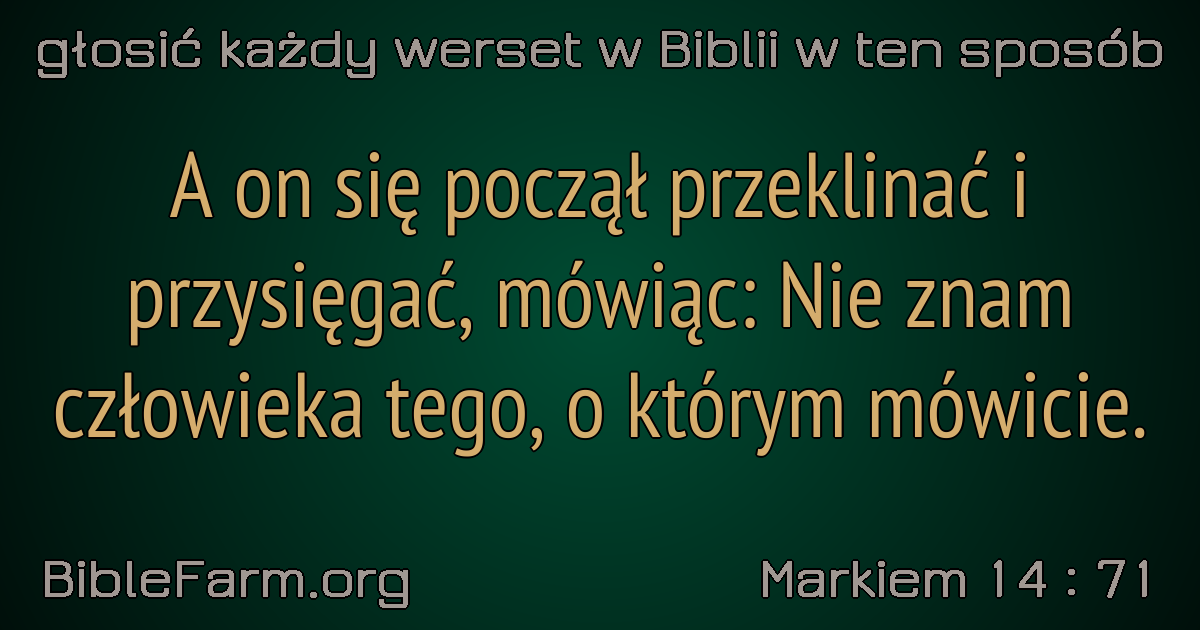 głosić każdy werset w Biblii w ten sposób
A on się począł przeklinać i
przysięgać, mówiąc: Nie znam
człowieka tego, o którym mówicie.
BibleFarm.org
Markiem 14 : 71